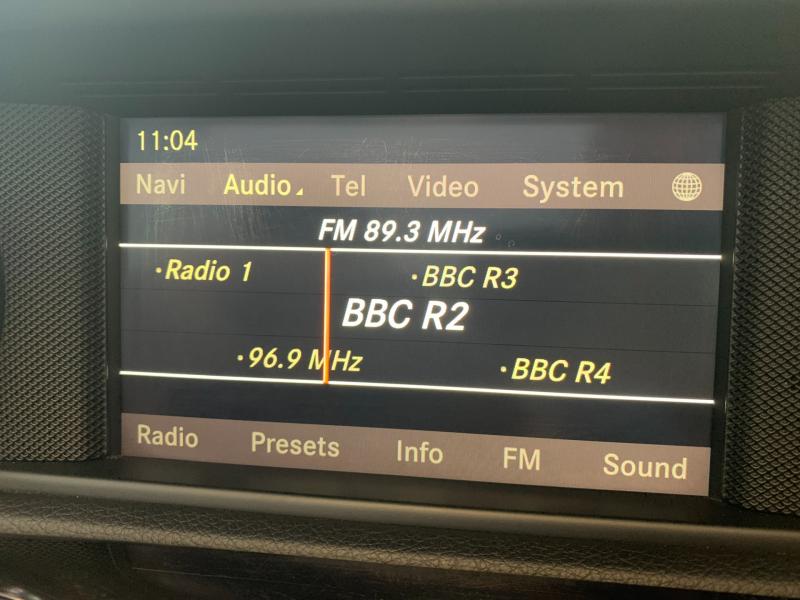 11:04
Navi Audio Tel Video System
FM 89.3 MHz
·Radio 1 ·BBC R3
BBC R2
·96.9 MHz ·BBC R4
Radio Presets Info FM Sound